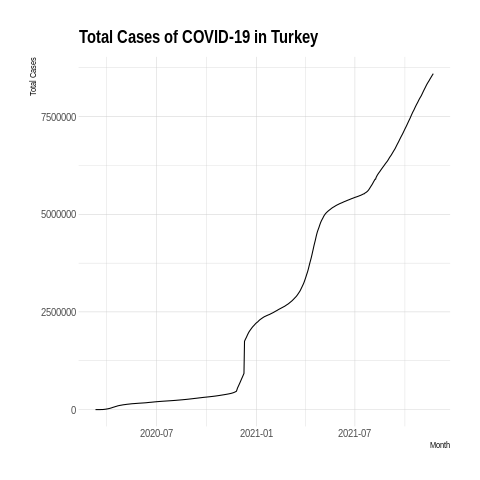 Total Cases of COVID-19 in Turkey
Total Cases
7500000
5000000
2500000
0
2020-07
2021-01
2021-07
Month